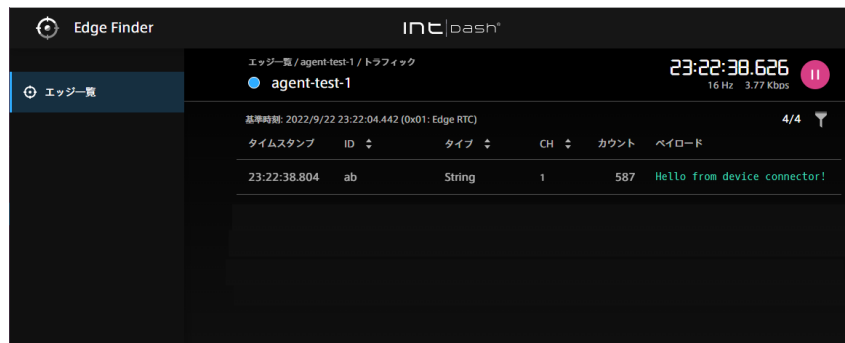 Edge Finder
INT|DASH®
エッジ一覧
エッジ一覧 / agent-test-1 / トラフィック
agent-test-1
23:22:38.626
16 Hz 3.77 Kbps
基準時刻: 2022/9/22 23:22:04.442 (0x01: Edge RTC)
4/4
タイムスタンプ ID タイプ CH カウント ペイロード
23:22:38.804 ab String 1 587 Hello from device connector!